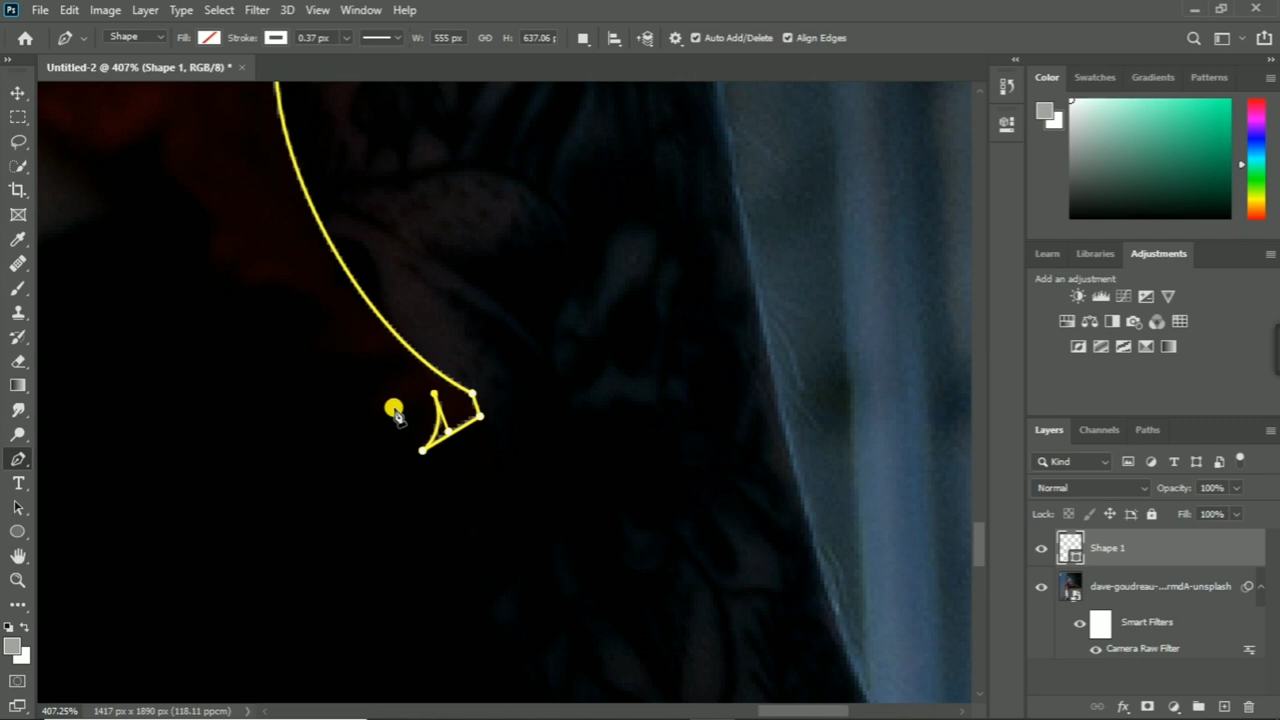 Ps File Edit Image Layer Type Select Filter 3D View Window Help
Shape Fill: Stroke: 0.37 px W: 555 px H: 637.06 p Auto Add/Delete Align Edges
Untitled-2 @ 407% (Shape 1, RGB/8) *
Color Swatches Gradients Patterns
Learn Libraries Adjustments
Add an adjustment
Layers Channels Paths
Kind
Normal Opacity: 100%
Lock: Fill: 100%
Shape 1
dave-goudreau-...rmdA-unsplash
Smart Filters
Camera Raw Filter
407.25% 1417 px x 1890 px (118.11 ppcm)